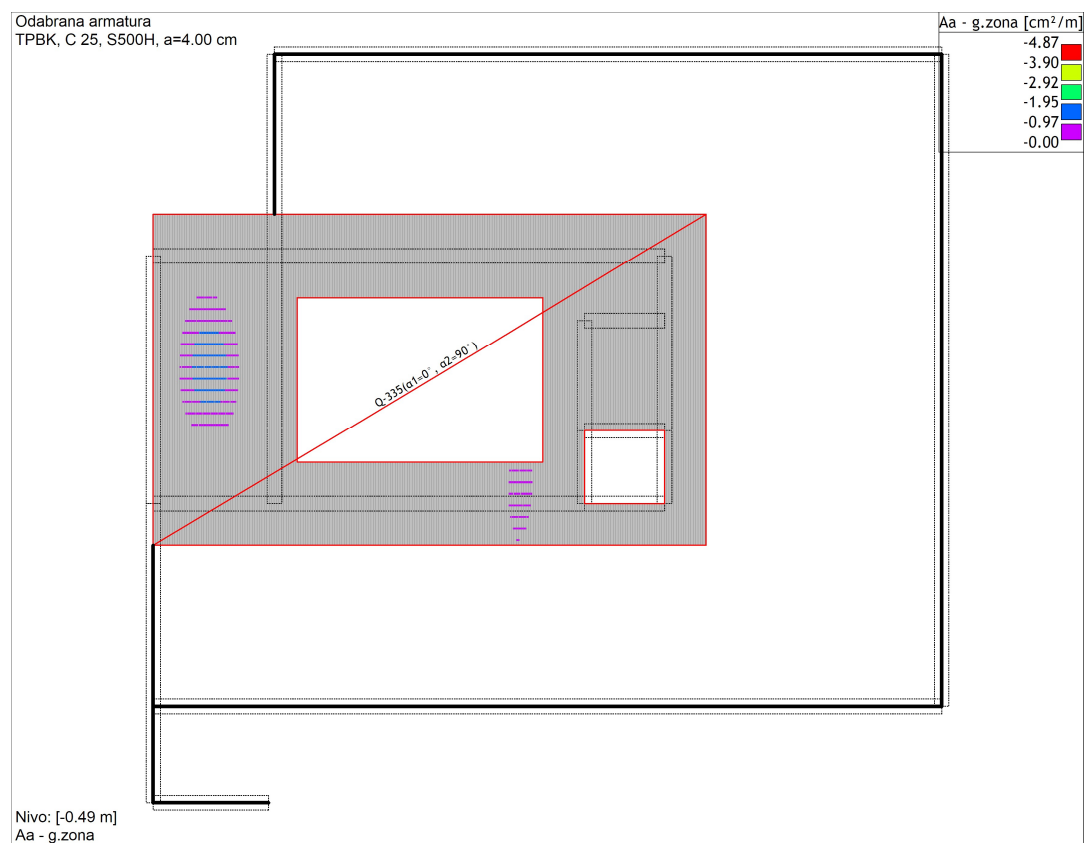 Odabrana armatura
TPBK, C 25, S500H, a=4.00 cm
Aa - g.zona [cm²/m]
-4.87
-3.90
-2.92
-1.95
-0.97
-0.00
Q-335(α1=0°, α2=90°)
Nivo: [-0.49 m]
Aa - g.zona